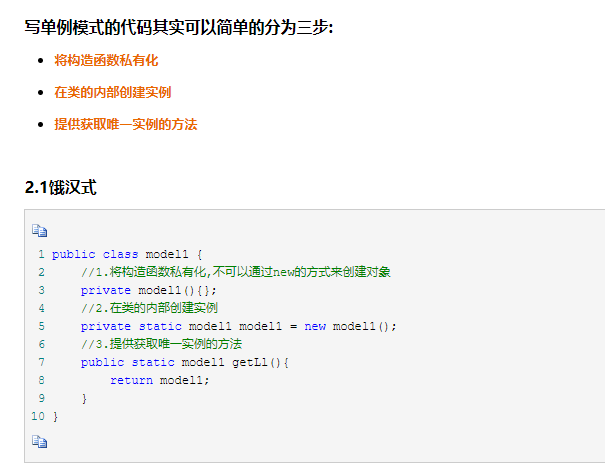 写单例模式的代码其实可以简单的分为三步:
将构造函数私有化
在类的内部创建实例
提供获取唯一实例的方法
2.1饿汉式
1 public class model1 {
2     //1.将构造函数私有化,不可以通过new的方式来创建对象
3     private model1(){};
4     //2.在类的内部创建实例
5     private static model1 model1 = new model1();
6     //3.提供获取唯一实例的方法
7     public static model1 getLl(){
8         return model1;
9     }
10 }